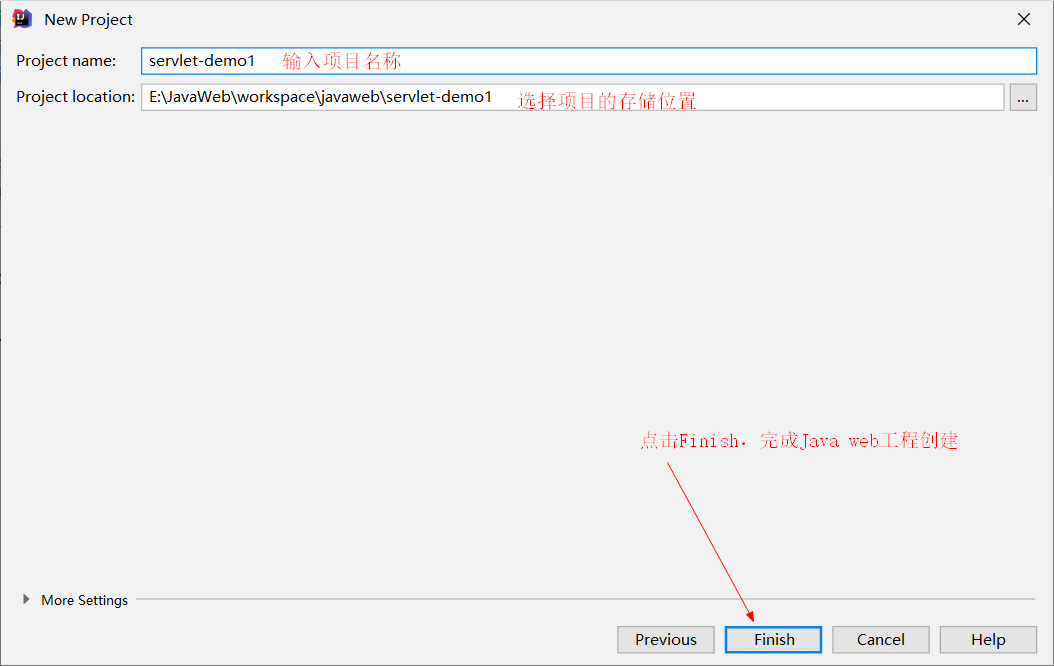 New Project
Project name: servlet-demo1 输入项目名称
Project location: E:\JavaWeb\workspace\javaweb\servlet-demo1 选择项目的存储位置 ...
点击Finish，完成Java web工程创建
More Settings
Previous Finish Cancel Help